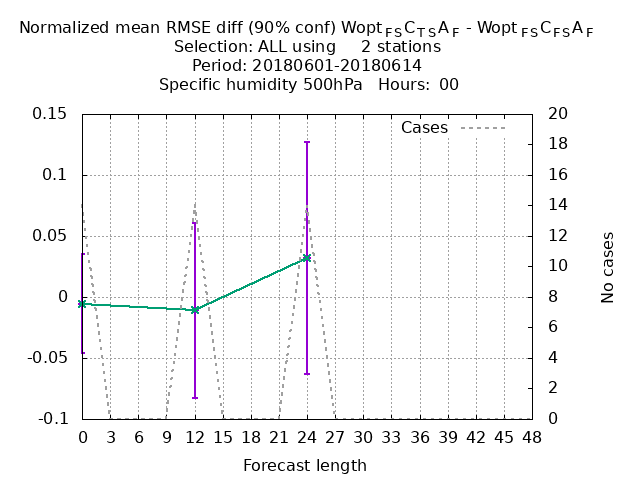 Normalized mean RMSE diff (90% conf) Wopt FS C TS A F - Wopt FS C FS A F
Selection: ALL using 2 stations
Period: 20180601-20180614
Specific humidity 500hPa Hours: 00
0.15
0.1
0.05
0
-0.05
-0.1
Cases
20
18
16
14
12
10
8
6
4
2
0
No cases
0 3 6 9 12 15 18 21 24 27 30 33 36 39 42 45 48
Forecast length